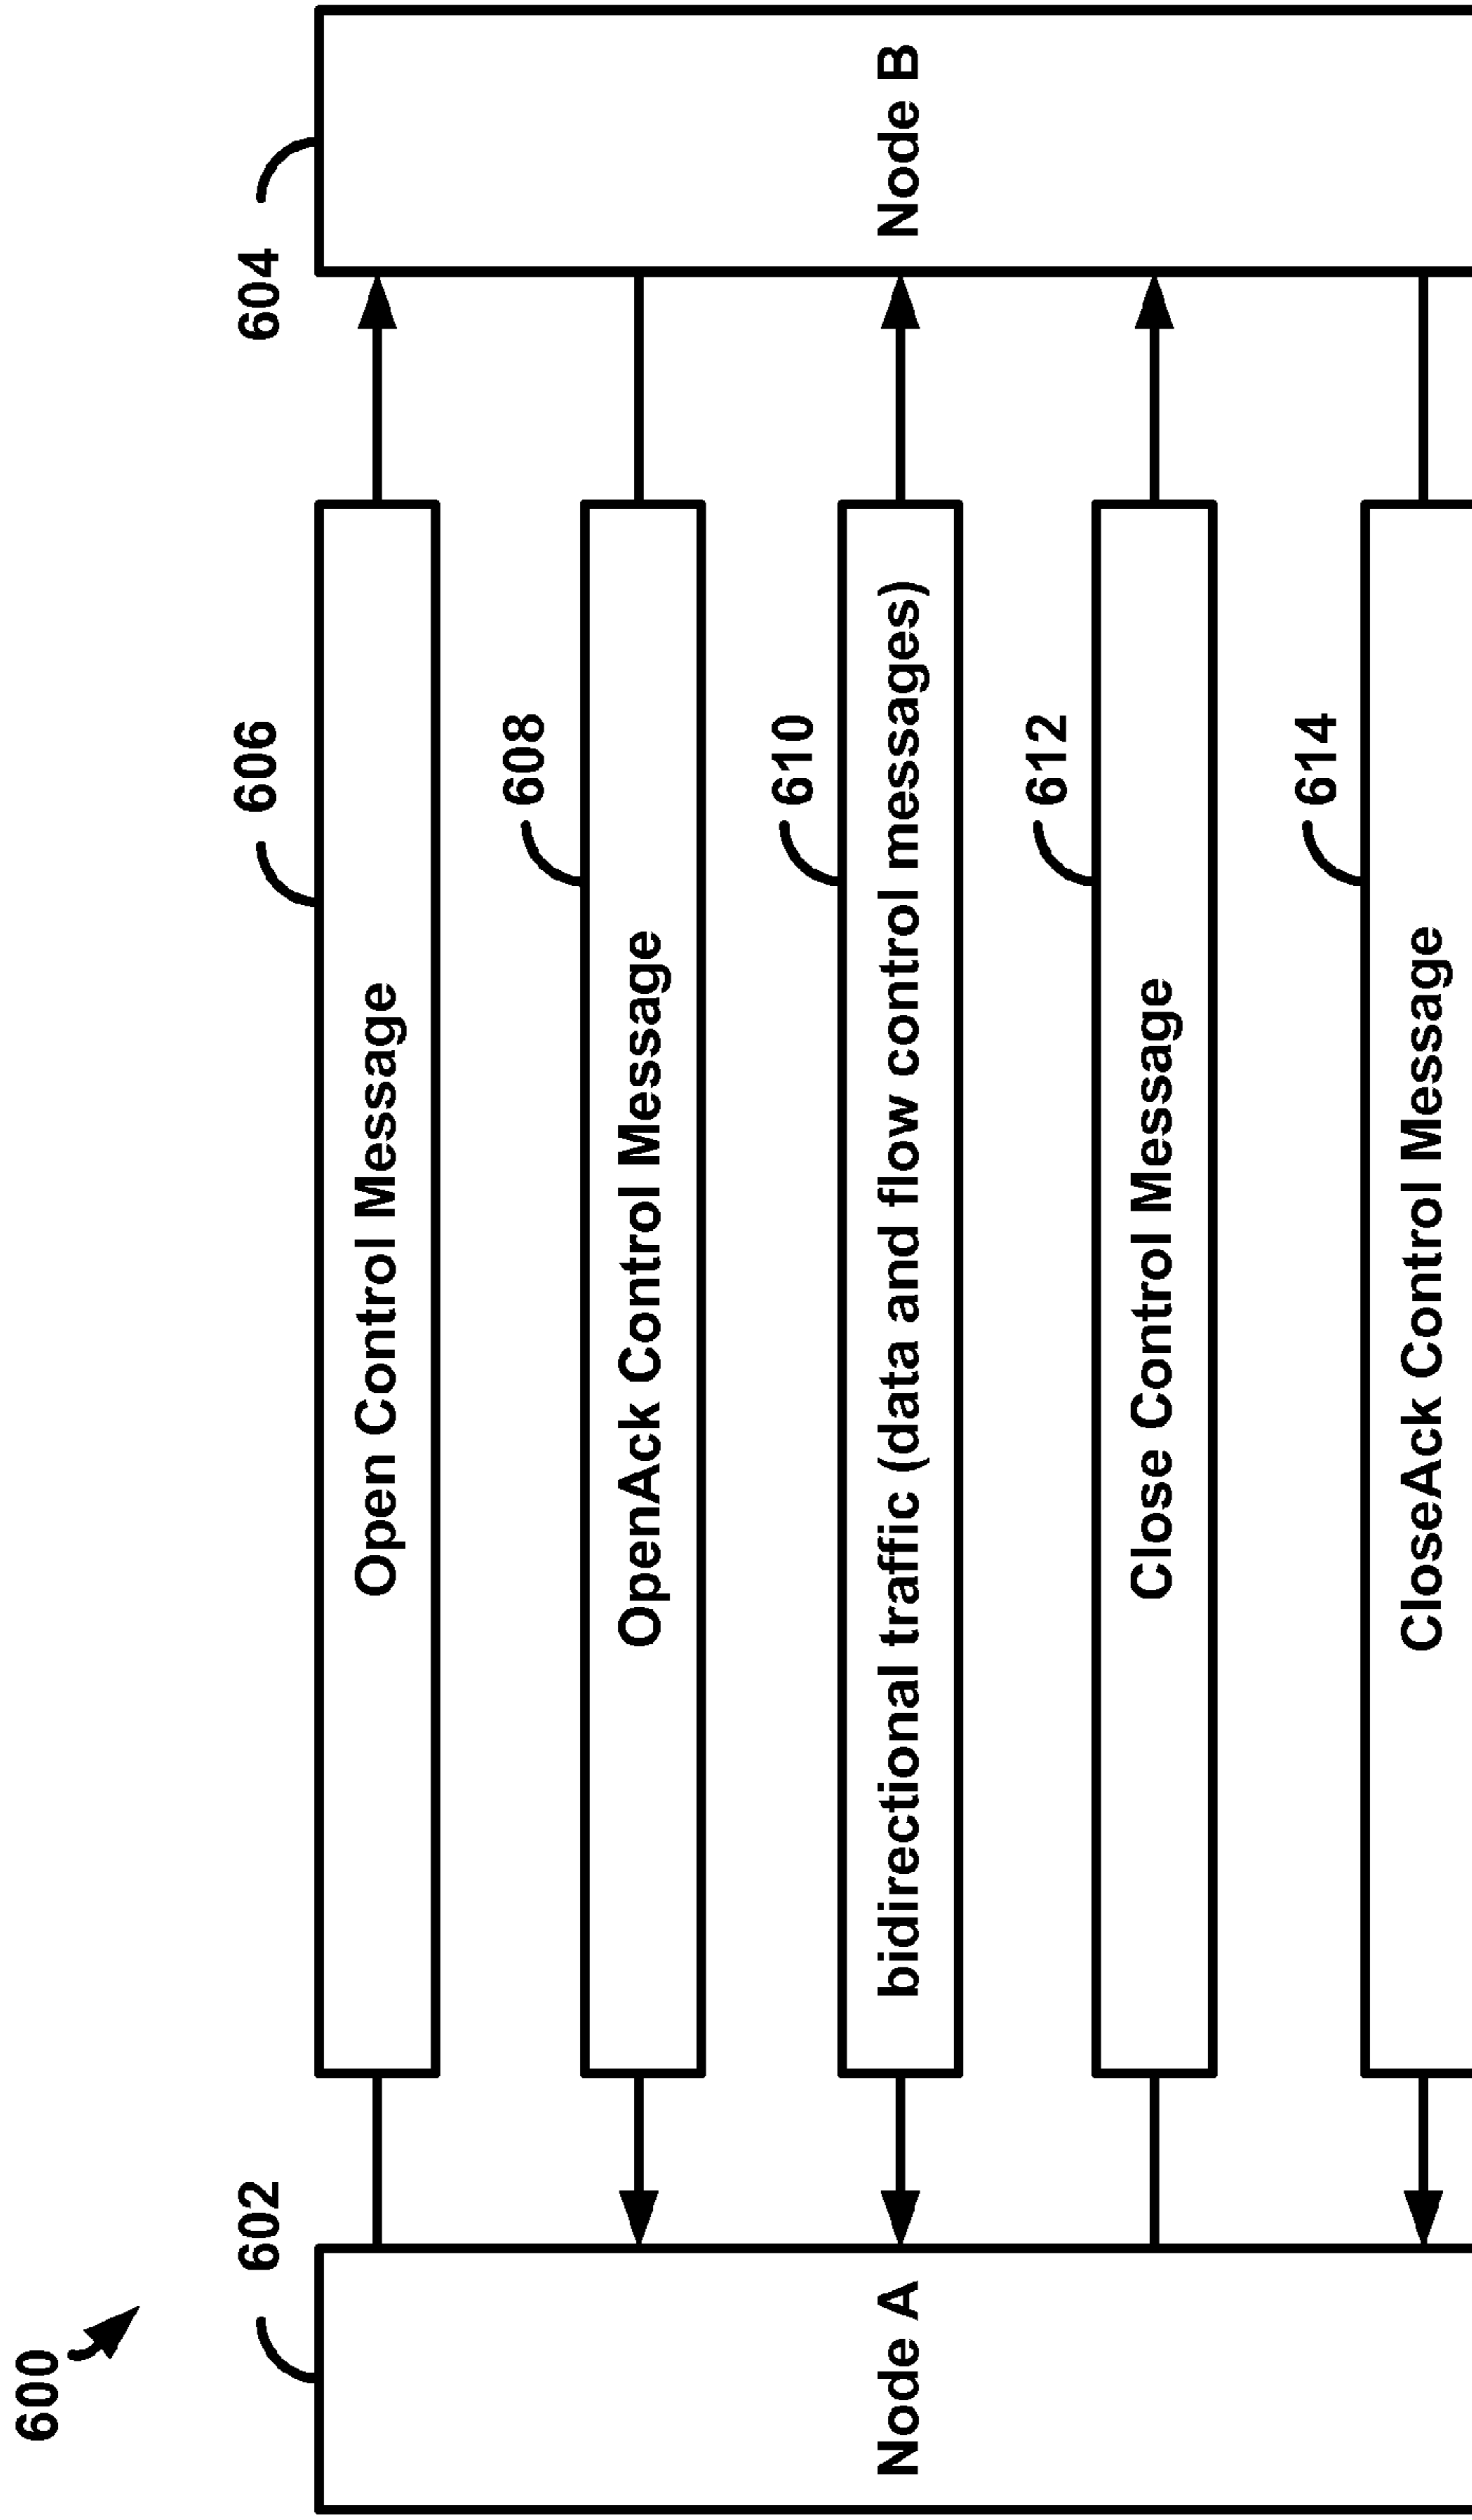 600
602
604
Node A
Node B
606
Open Control Message
608
OpenAck Control Message
610
bidirectional traffic (data and flow control messages)
612
Close Control Message
614
CloseAck Control Message